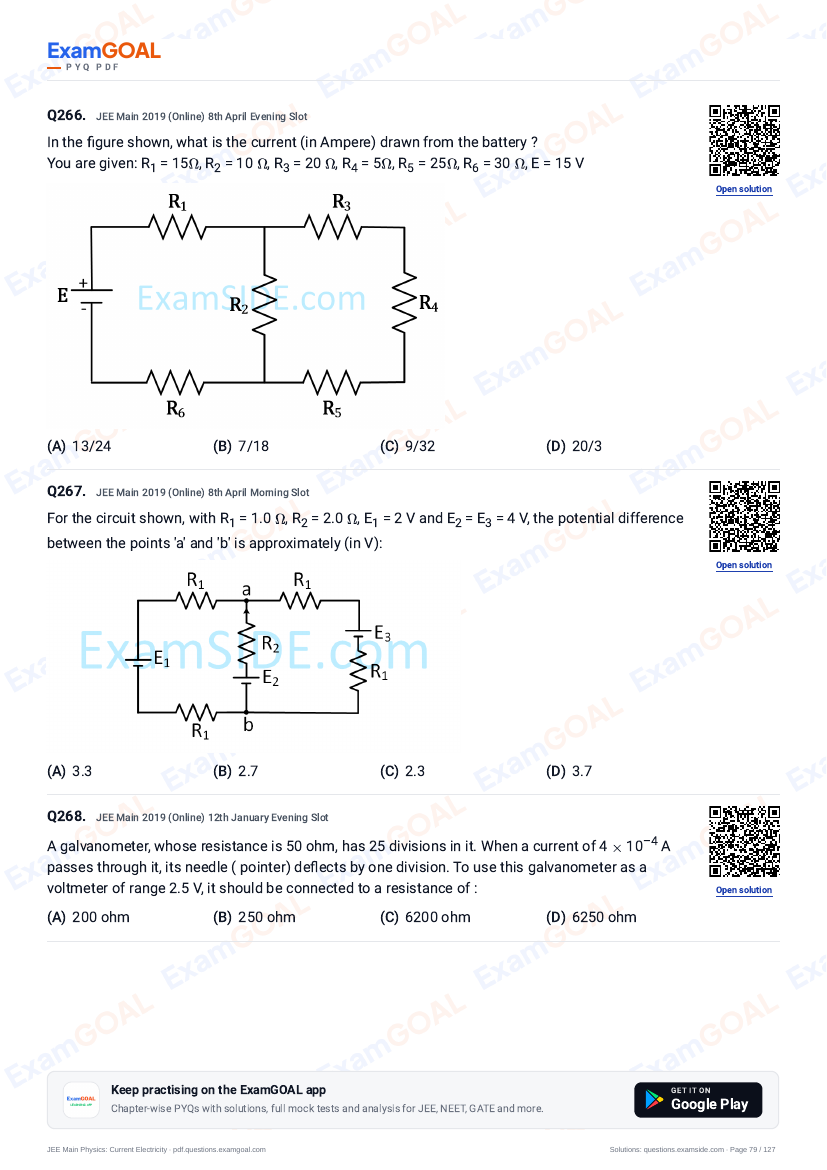 ExamGOAL
PYQ PDF
Q266. JEE Main 2019 (Online) 8th April Evening Slot
In the figure shown, what is the current (in Ampere) drawn from the battery ?
You are given: R₁ = 15Ω, R₂ = 10 Ω, R₃ = 20 Ω, R₄ = 5Ω, R₅ = 25Ω, R₆ = 30 Ω, E = 15 V
Open solution
R₁
R₃
+
E
-
ExamSIDE.com
R₂
R₄
R₆
R₅
(A) 13/24 (B) 7/18 (C) 9/32 (D) 20/3
Q267. JEE Main 2019 (Online) 8th April Morning Slot
For the circuit shown, with R₁ = 1.0 Ω, R₂ = 2.0 Ω, E₁ = 2 V and E₂ = E₃ = 4 V, the potential difference
between the points 'a' and 'b' is approximately (in V):
Open solution
R₁
a
R₁
E₃
ExamSIDE.com
R₂
E₁
R₁
E₂
R₁
b
(A) 3.3 (B) 2.7 (C) 2.3 (D) 3.7
Q268. JEE Main 2019 (Online) 12th January Evening Slot
A galvanometer, whose resistance is 50 ohm, has 25 divisions in it. When a current of 4 × 10⁻⁴ A
passes through it, its needle ( pointer) deflects by one division. To use this galvanometer as a
voltmeter of range 2.5 V, it should be connected to a resistance of :
Open solution
(A) 200 ohm (B) 250 ohm (C) 6200 ohm (D) 6250 ohm
ExamGOAL
Keep practising on the ExamGOAL app
Chapter-wise PYQs with solutions, full mock tests and analysis for JEE, NEET, GATE and more.
GET IT ON
Google Play
JEE Main Physics: Current Electricity · pdf.questions.examgoal.com
Solutions: questions.examside.com · Page 79 / 127